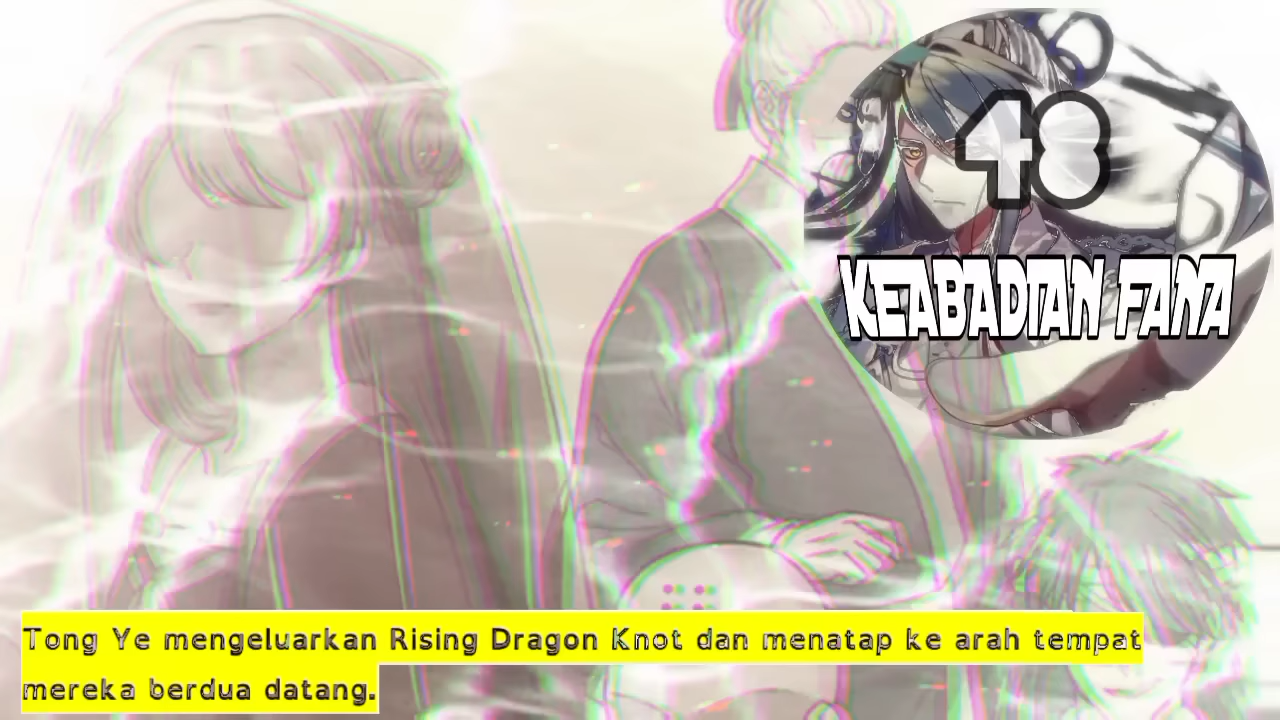 48
KEABADIAN FANA
Tong Ye mengeluarkan Rising Dragon Knot dan menatap ke arah tempat
mereka berdua datang.